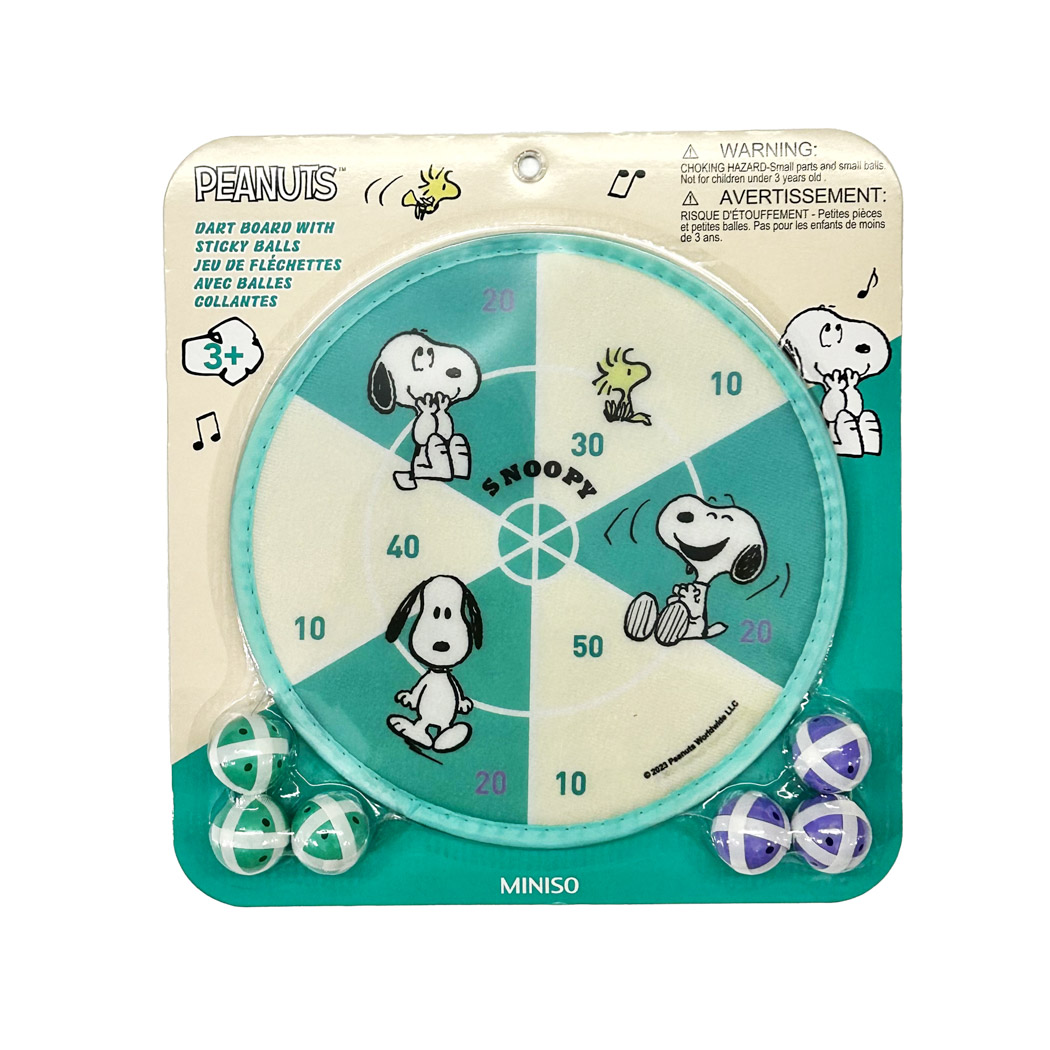 PEANUTS™
DART BOARD WITH
STICKY BALLS
JEU DE FLÉCHETTES
AVEC BALLES
COLLANTES
3+
⚠ WARNING:
CHOKING HAZARD-Small parts and small balls.
Not for children under 3 years old .
⚠ AVERTISSEMENT:
RISQUE D'ÉTOUFFEMENT - Petites pièces
et petites balles. Pas pour les enfants de moins
de 3 ans.
20
10
30
SNOOPY
40
10
50
20
20
10
© 2023 Peanuts Worldwide LLC
MINISO